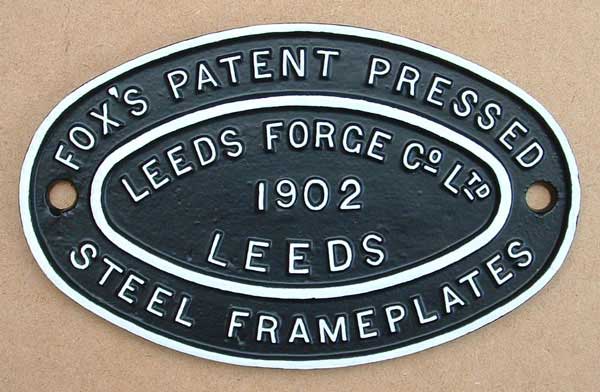 FOX'S PATENT PRESSED
LEEDS FORGE Co LTD
1902
LEEDS
STEEL FRAMEPLATES